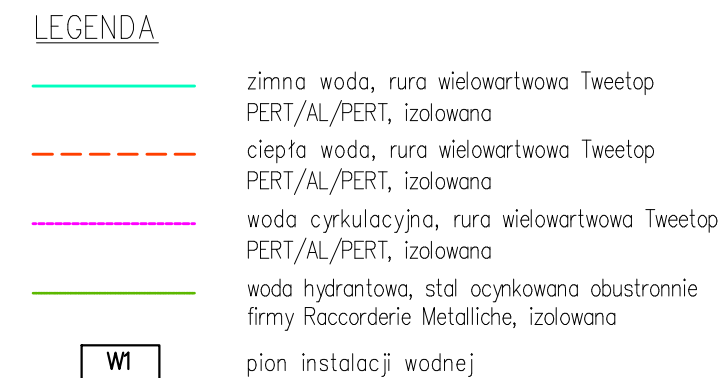 LEGENDA
zimna woda, rura wielowartwowa Tweetop
PERT/AL/PERT, izolowana
ciepła woda, rura wielowartwowa Tweetop
PERT/AL/PERT, izolowana
woda cyrkulacyjna, rura wielowartwowa Tweetop
PERT/AL/PERT, izolowana
woda hydrantowa, stal ocynkowana obustronnie
firmy Raccorderie Metalliche, izolowana
W1 pion instalacji wodnej